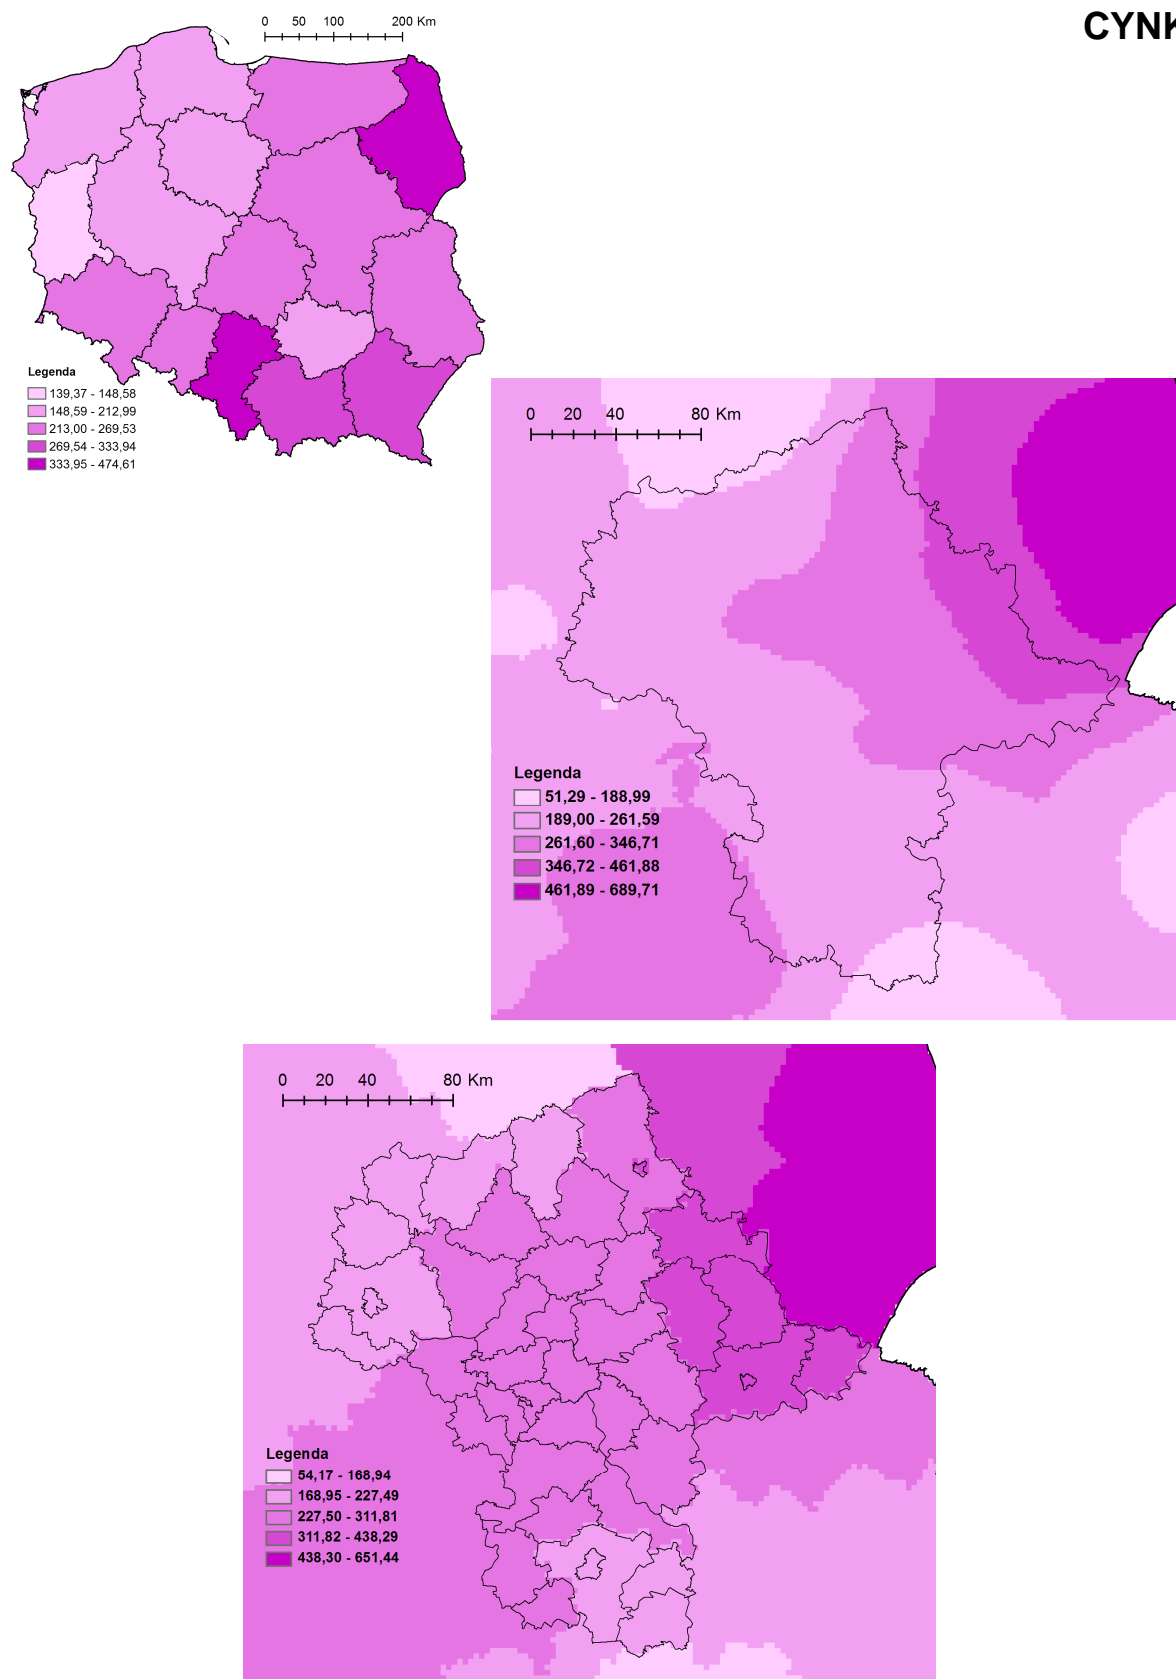 CYNK
0 50 100 200 Km
Legenda
139,37 - 148,58
148,59 - 212,99
213,00 - 269,53
269,54 - 333,94
333,95 - 474,61
0 20 40 80 Km
Legenda
51,29 - 188,99
189,00 - 261,59
261,60 - 346,71
346,72 - 461,88
461,89 - 689,71
0 20 40 80 Km
Legenda
54,17 - 168,94
168,95 - 227,49
227,50 - 311,81
311,82 - 438,29
438,30 - 651,44